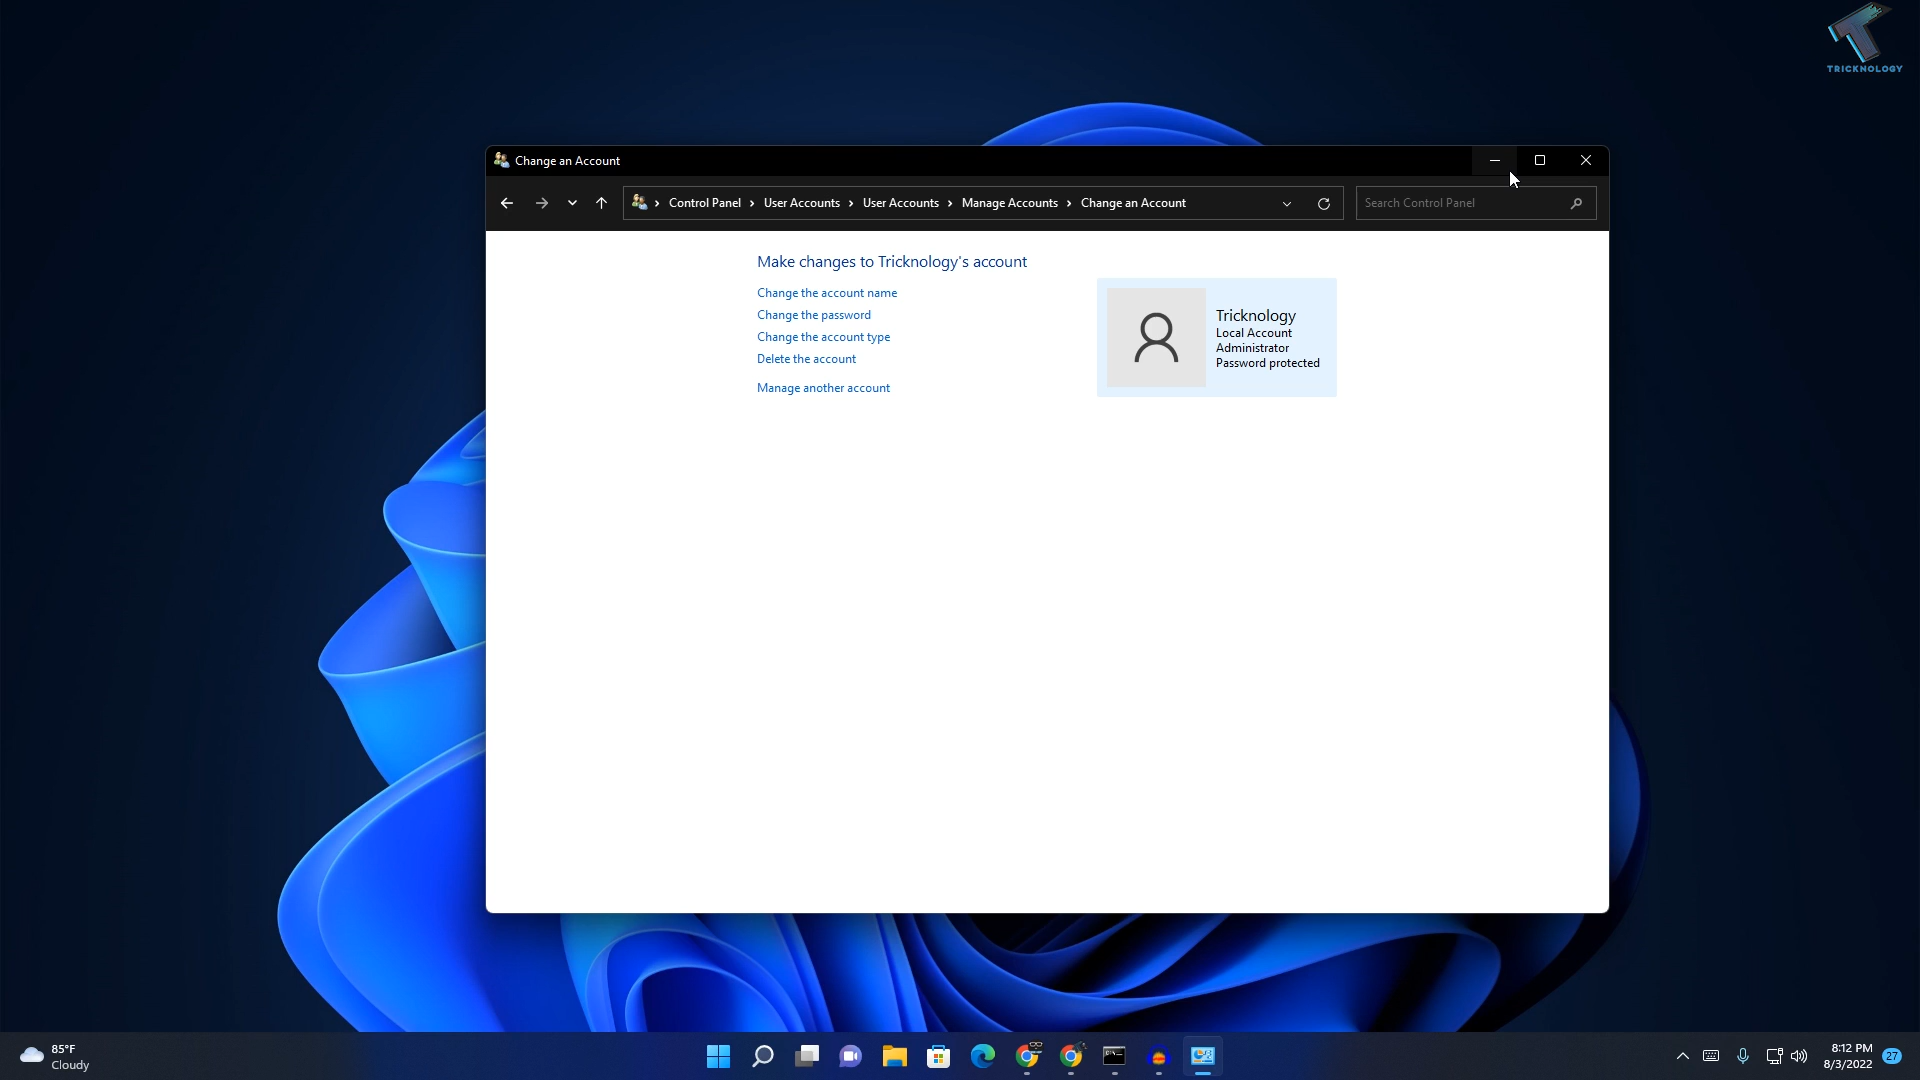 TRICKNOLOGY
Change an Account
Control Panel > User Accounts > User Accounts > Manage Accounts > Change an Account
Search Control Panel
Make changes to Tricknology's account
Change the account name
Change the password
Change the account type
Delete the account
Manage another account
Tricknology
Local Account
Administrator
Password protected
85°F
Cloudy
8:12 PM
8/3/2022
27